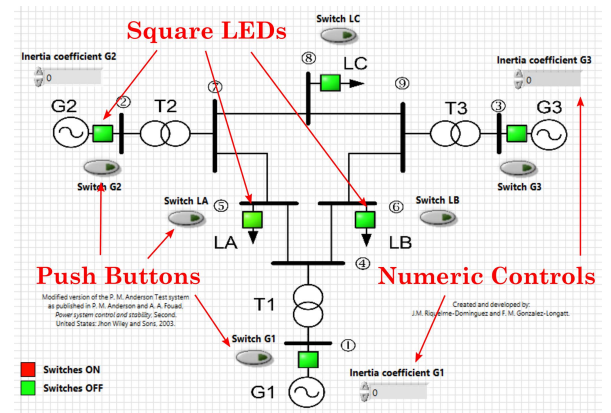 Switch LC
Square LEDs
Inertia coefficient G2
0
⑧
LC
Inertia coefficient G3
0
②
T2
⑦
⑨
T3
③
G2
G3
Switch G2
Switch LA
⑤
⑥
Switch LB
Switch G3
LA
LB
④
Push Buttons
Numeric Controls
Modified version of the P. M. Anderson Test system
as published in P. M. Anderson and A. A. Fouad,
Power system control and stability, Second.
United States: Jhon Wiley and Sons, 2003.
T1
Created and developed by:
J.M. Riquelme-Dominguez and F. M. Gonzalez-Longatt.
Switch G1
①
Switches ON
Switches OFF
G1
Inertia coefficient G1
0